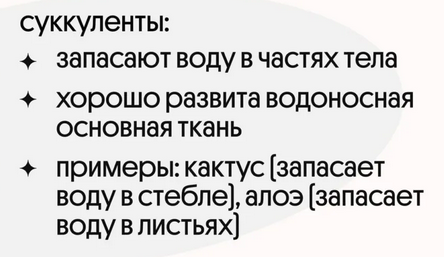 суккуленты:
запасают воду в частях тела
хорошо развита водоносная
основная ткань
примеры: кактус (запасает
воду в стебле), алоэ (запасает
воду в листьях)